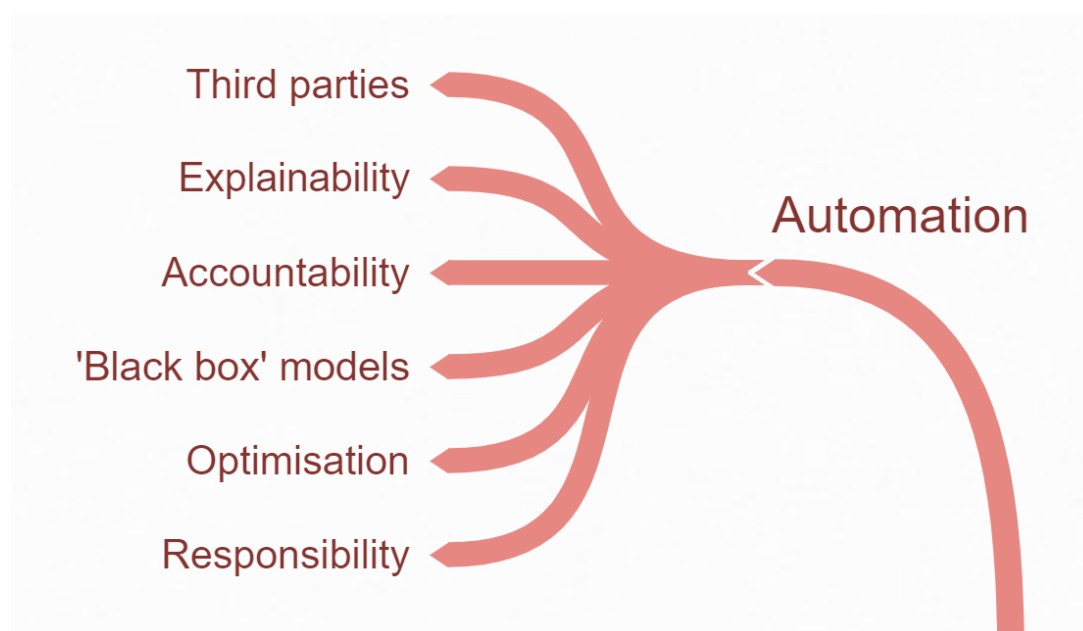 Third parties
Explainability
Automation
Accountability
'Black box' models
Optimisation
Responsibility